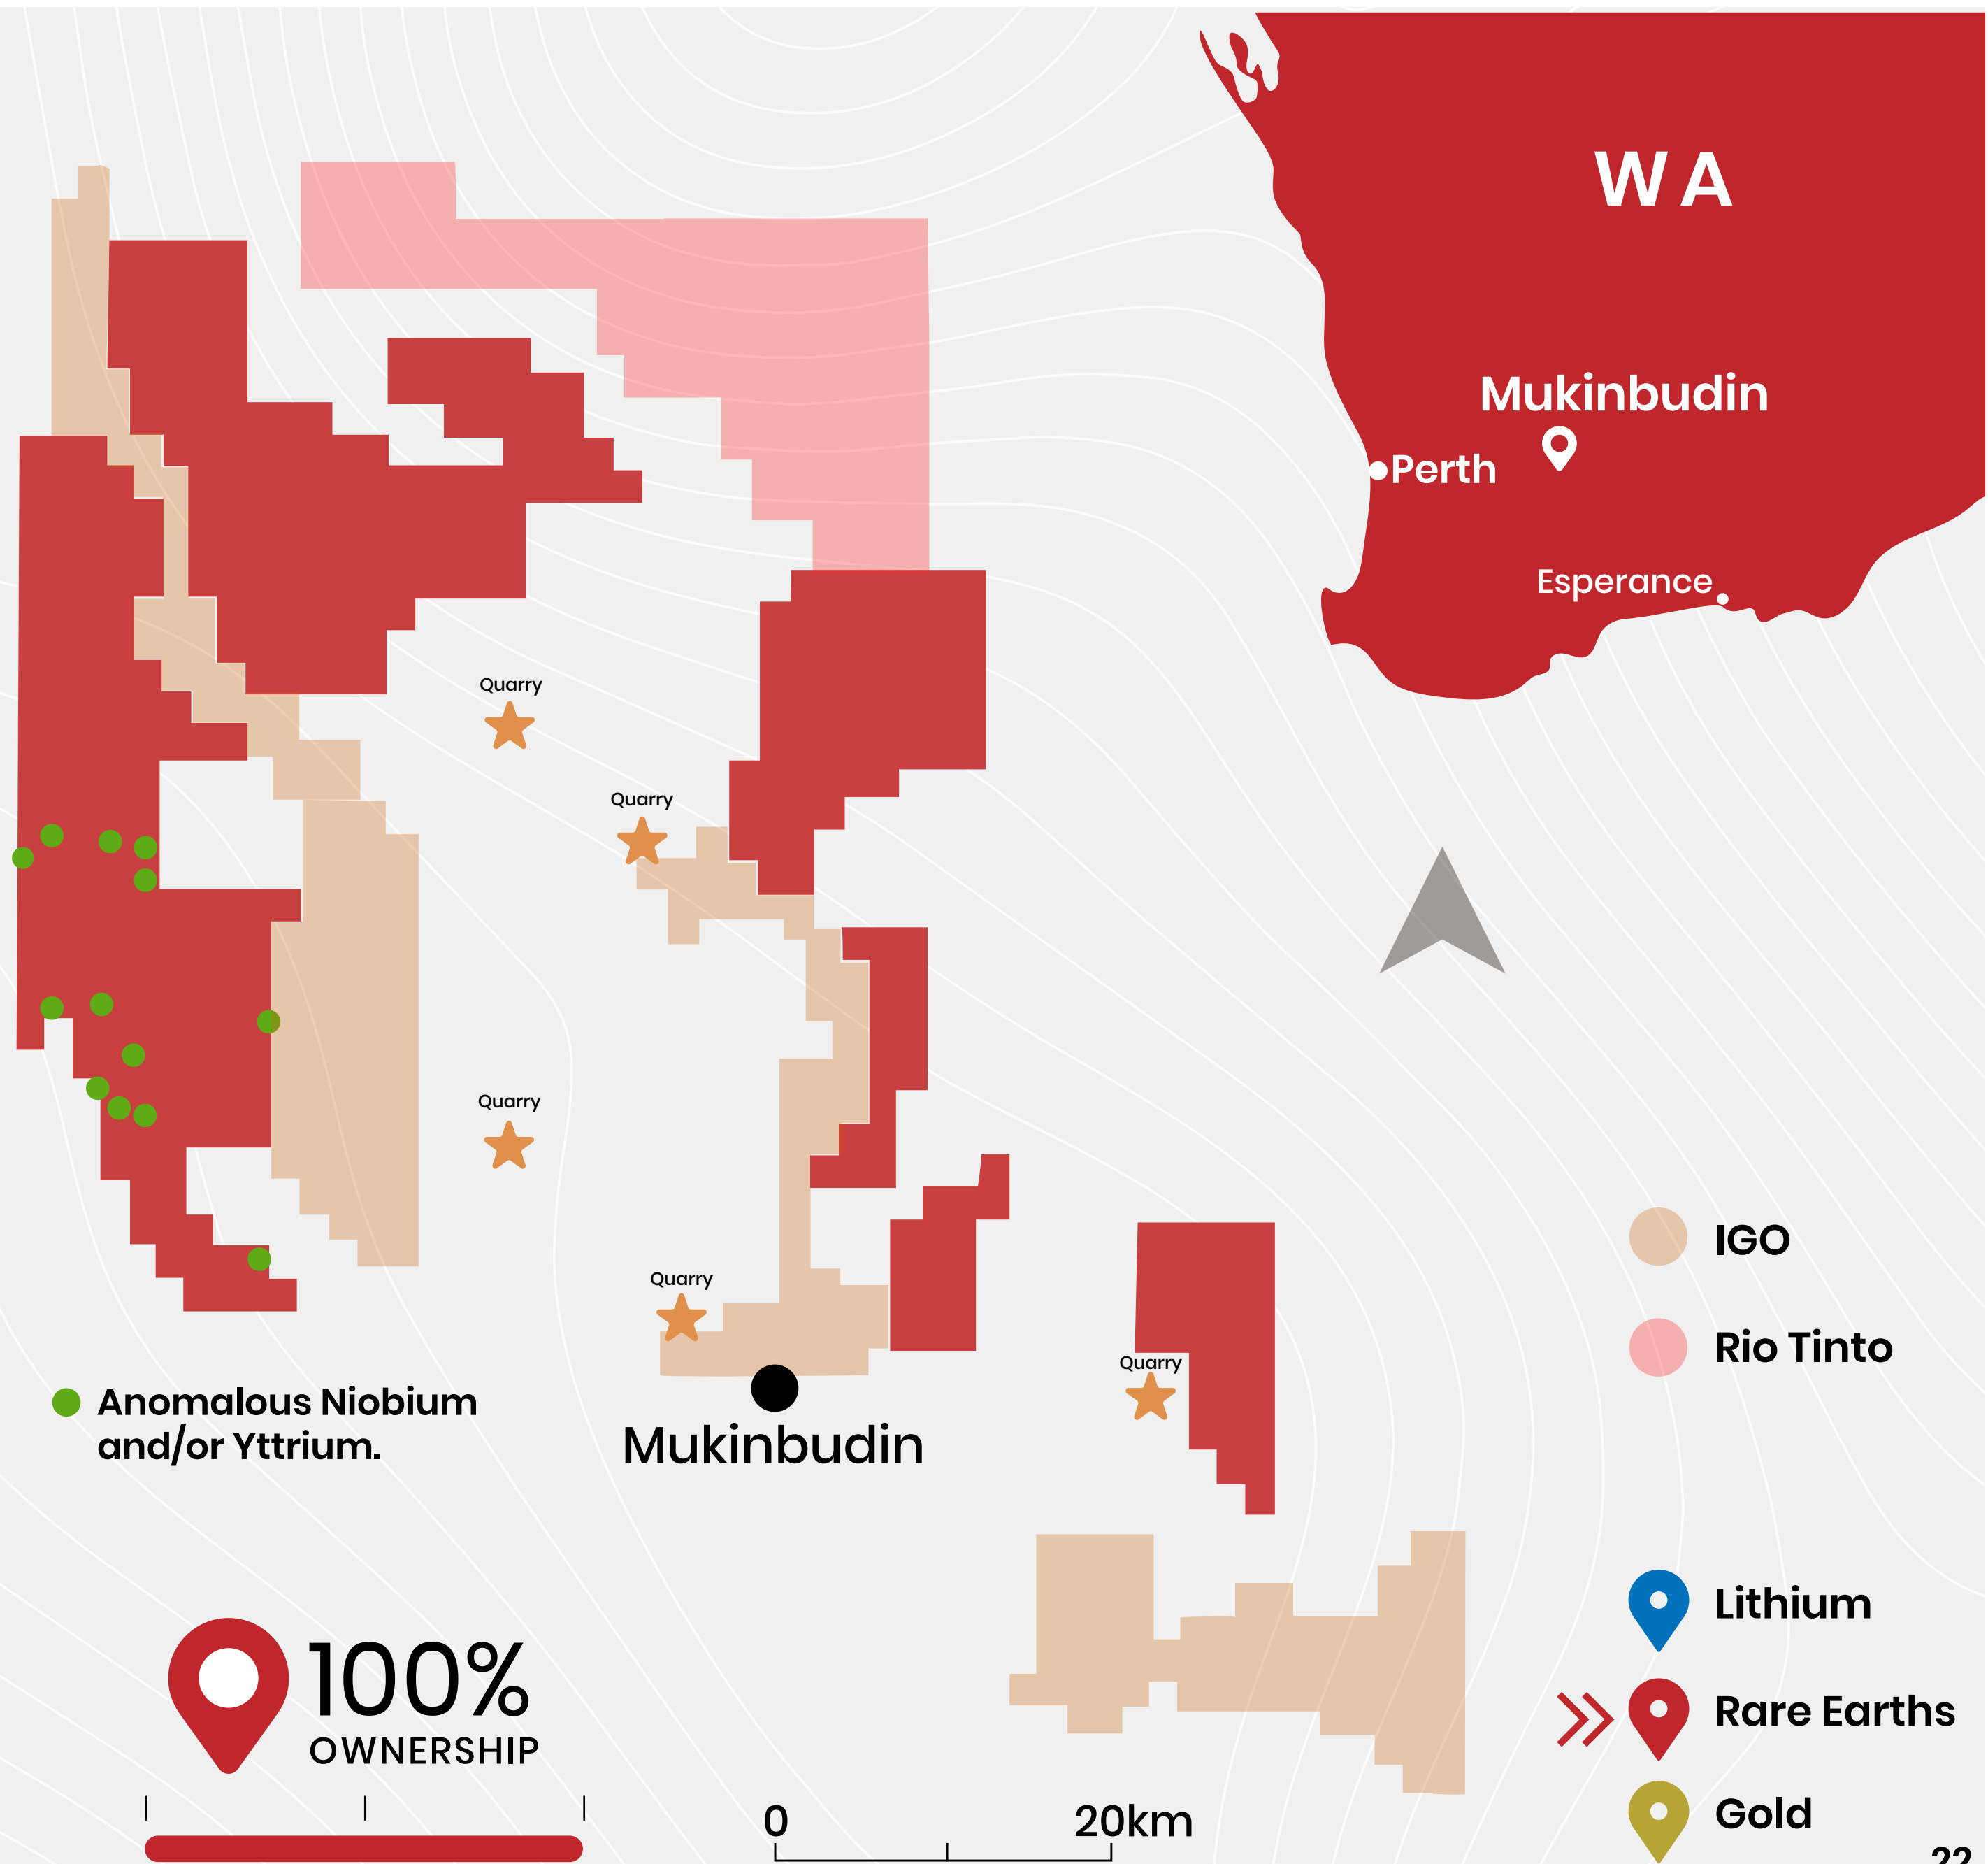 WA
Mukinbudin
Perth
Esperance
Quarry
Quarry
Quarry
Quarry
Quarry
IGO
Rio Tinto
Anomalous Niobium
and/or Yttrium.
Mukinbudin
Lithium
Rare Earths
Gold
100%
OWNERSHIP
0 20km
22